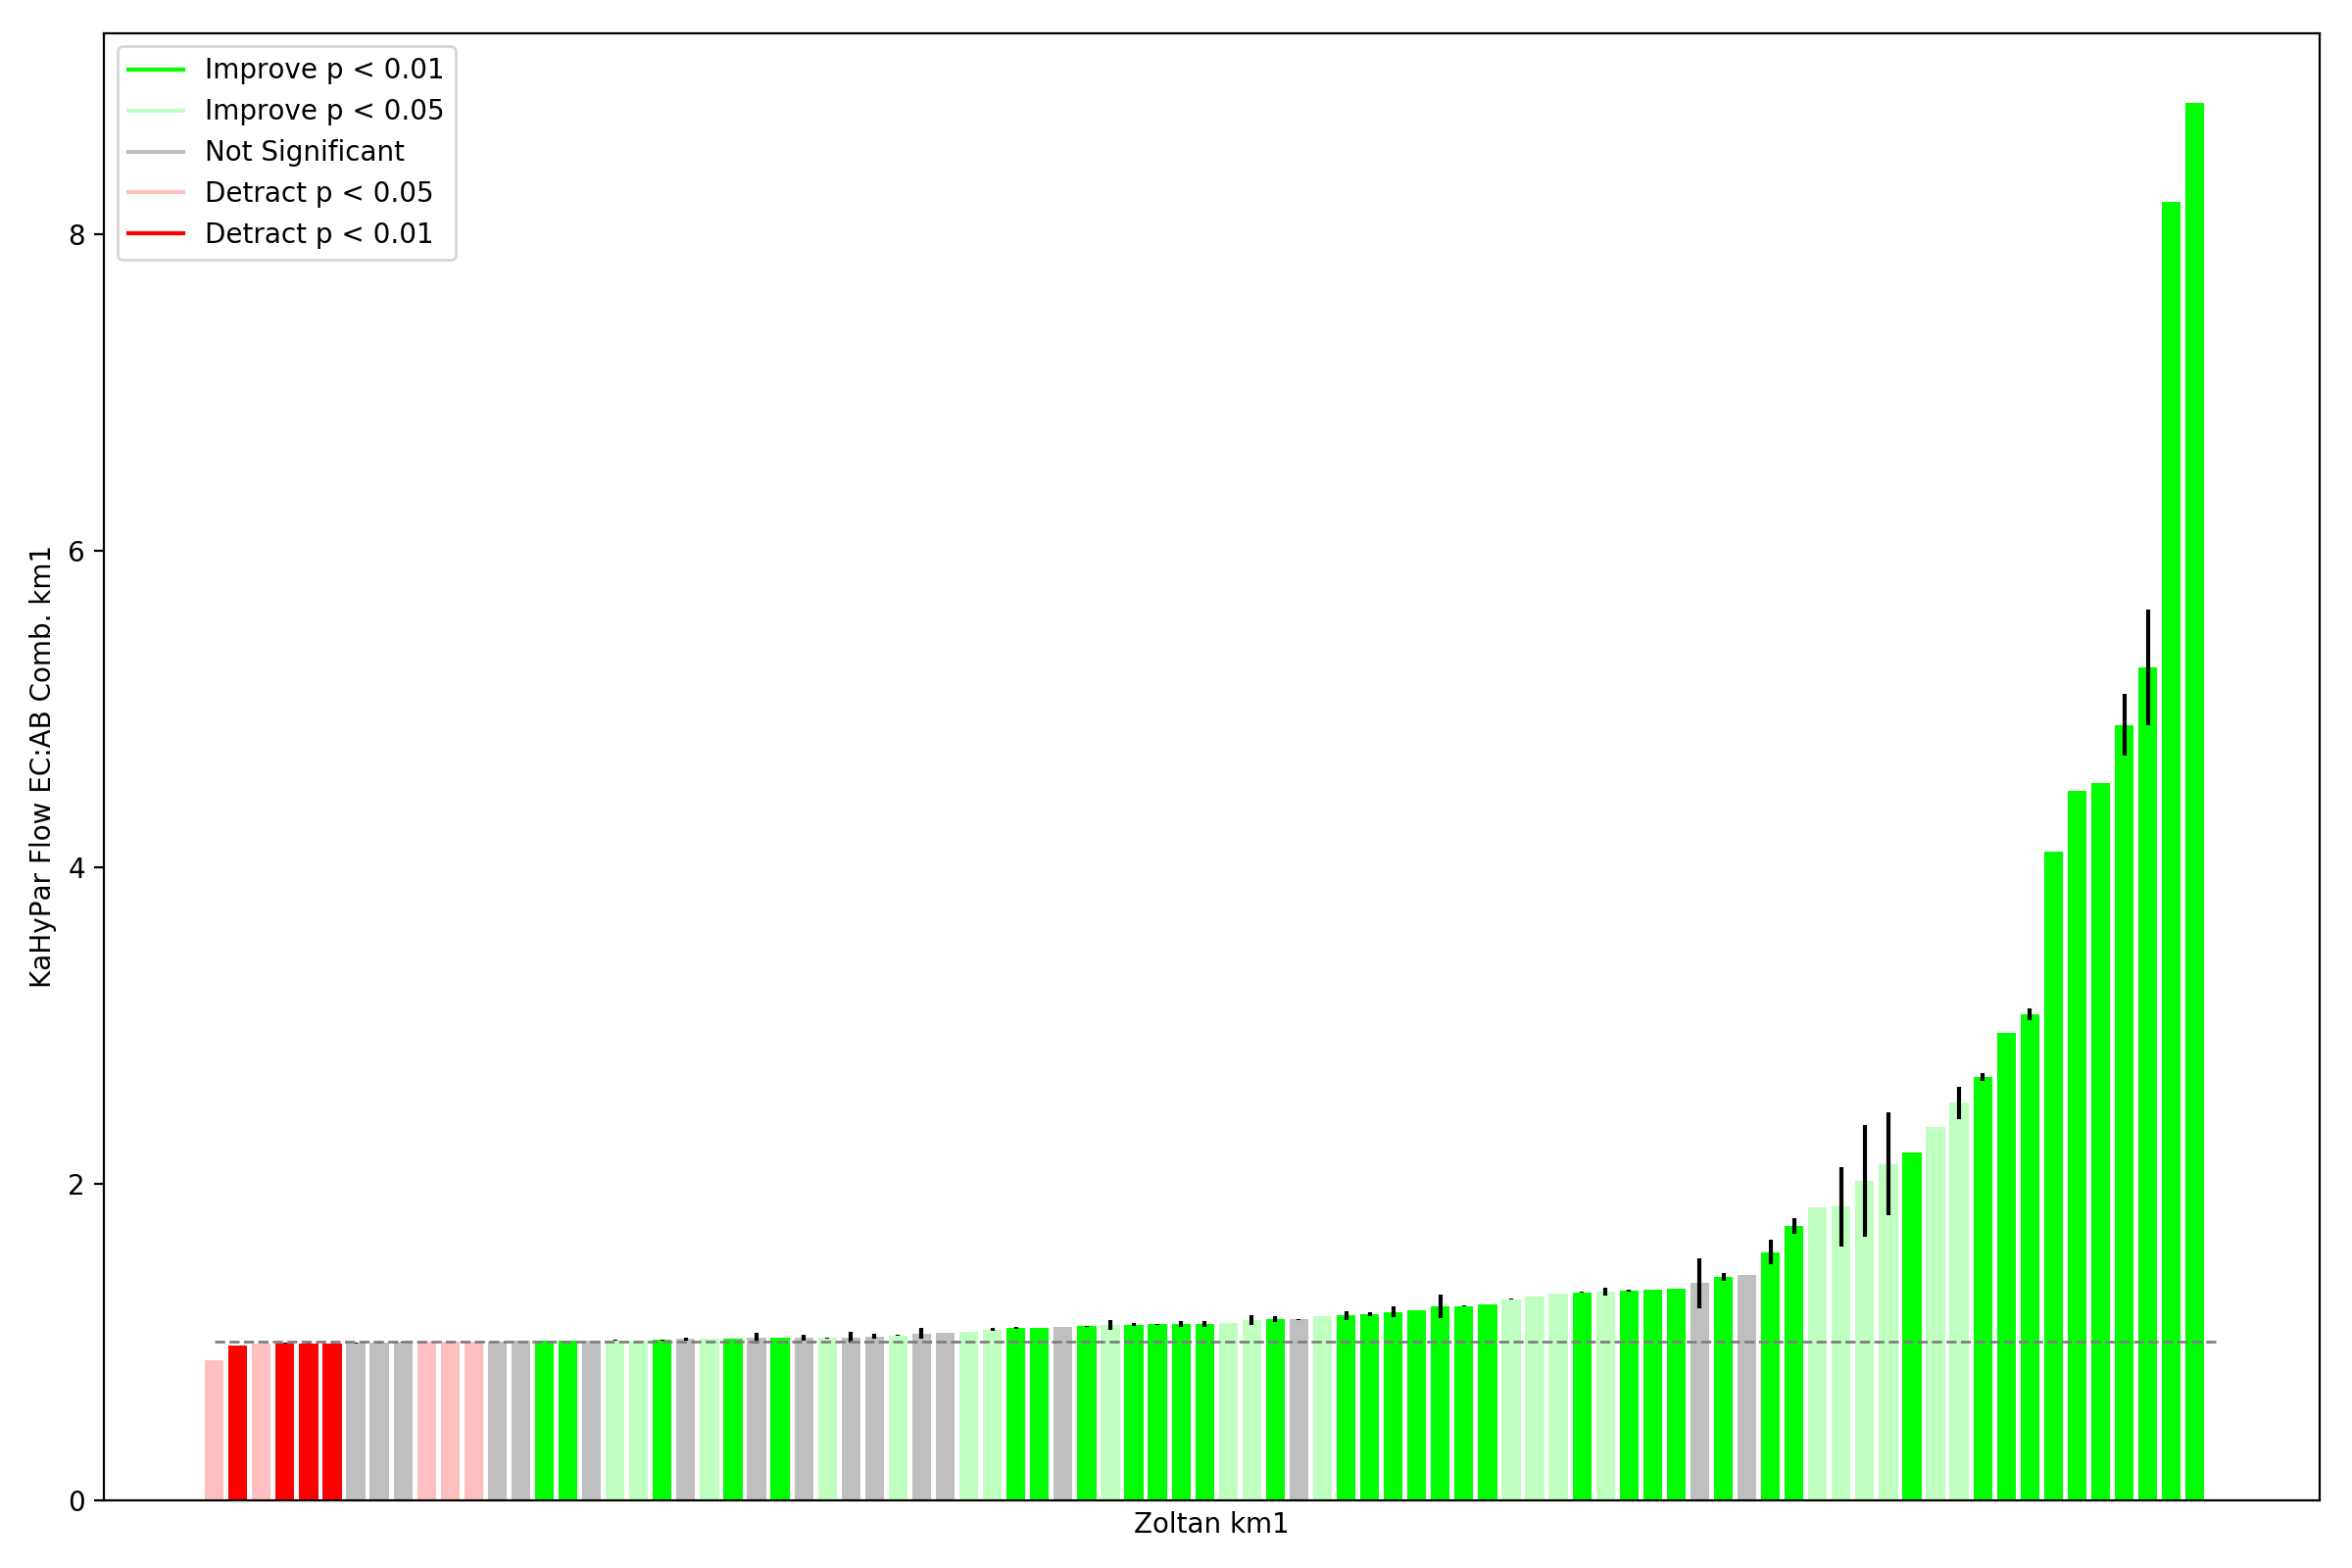 Improve p < 0.01
Improve p < 0.05
Not Significant
Detract p < 0.05
Detract p < 0.01
8
6
4
2
0
KaHyPar Flow EC:AB Comb. km1
Zoltan km1